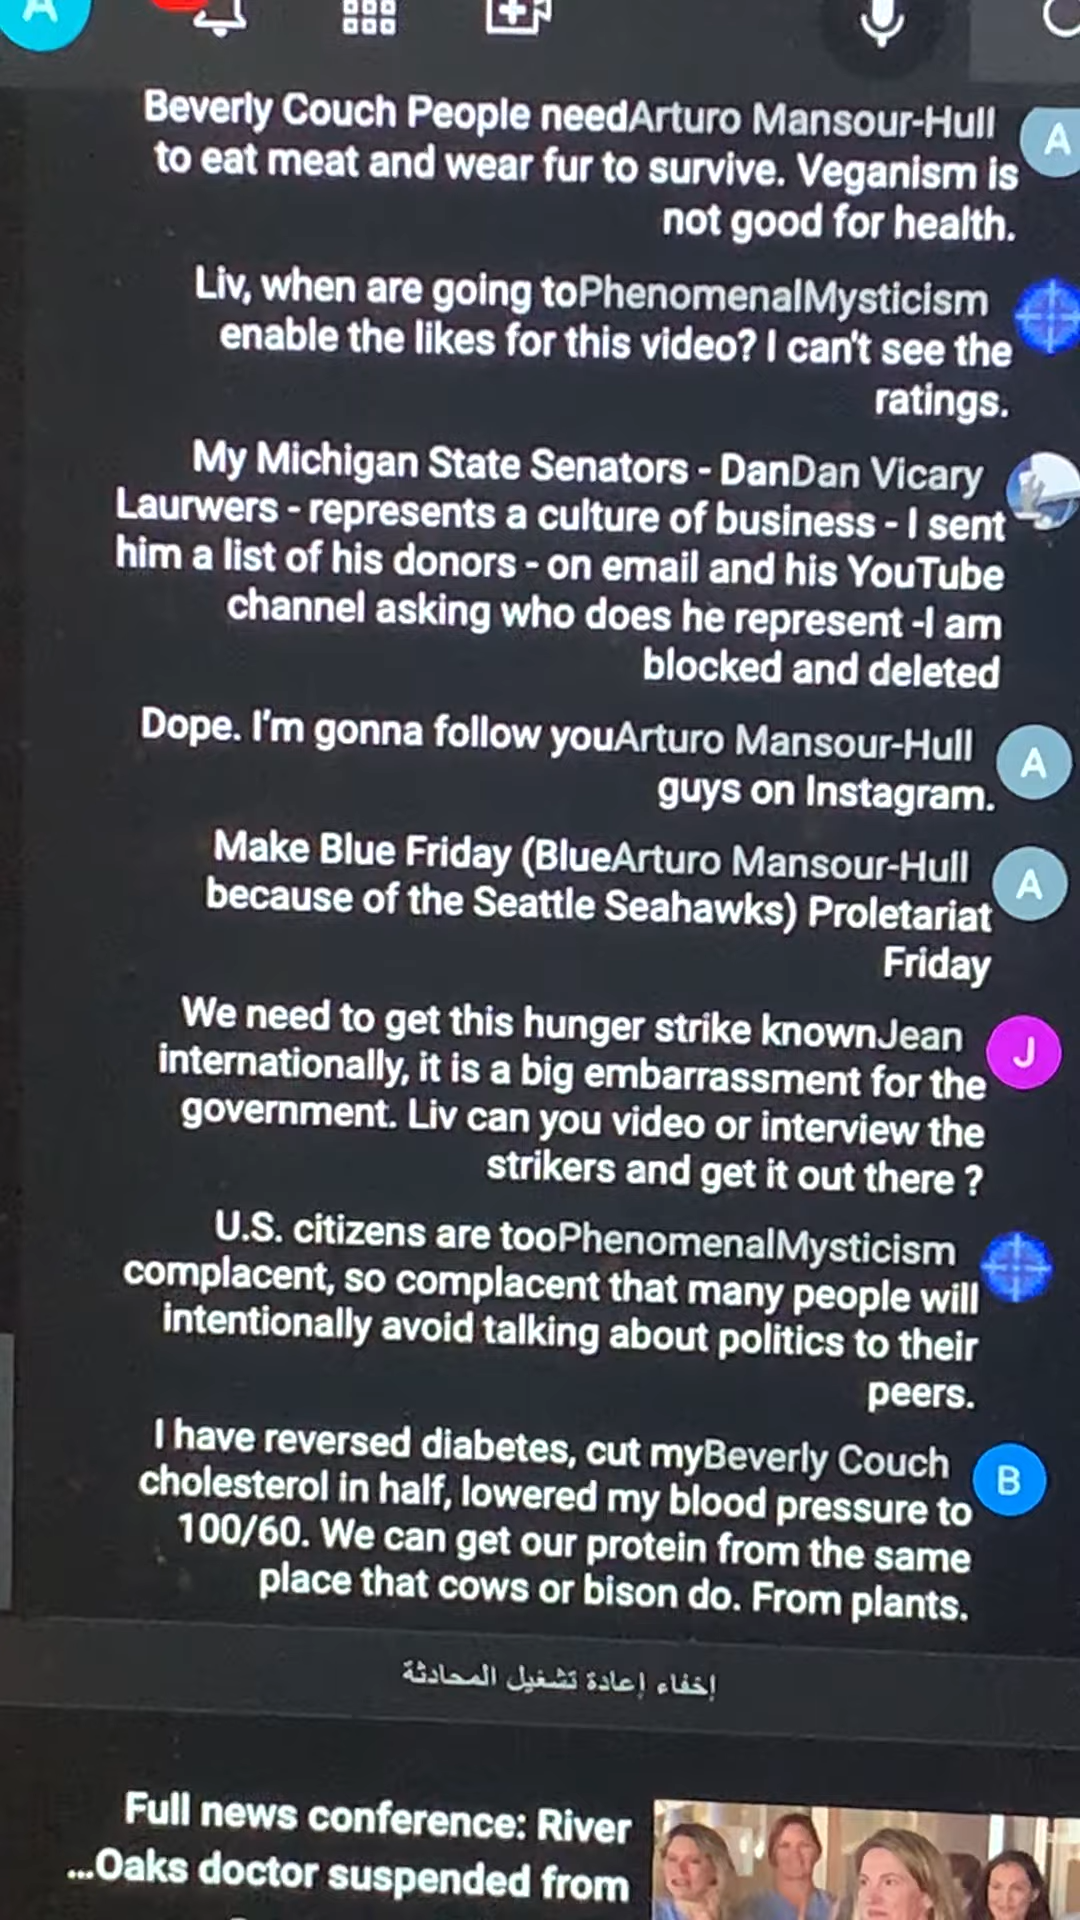 A
Beverly Couch People needArturo Mansour-Hull
A
to eat meat and wear fur to survive. Veganism is
not good for health.
Liv, when are going toPhenomenalMysticism
enable the likes for this video? I can't see the
ratings.
My Michigan State Senators - DanDan Vicary
Laurwers - represents a culture of business - I sent
him a list of his donors - on email and his YouTube
channel asking who does he represent -I am
blocked and deleted
Dope. I'm gonna follow youArturo Mansour-Hull
A
guys on Instagram.
Make Blue Friday (BlueArturo Mansour-Hull
A
because of the Seattle Seahawks) Proletariat
Friday
We need to get this hunger strike knownJean
J
internationally, it is a big embarrassment for the
government. Liv can you video or interview the
strikers and get it out there ?
U.S. citizens are tooPhenomenalMysticism
complacent, so complacent that many people will
intentionally avoid talking about politics to their
peers.
I have reversed diabetes, cut myBeverly Couch
B
cholesterol in half, lowered my blood pressure to
100/60. We can get our protein from the same
place that cows or bison do. From plants.
إخفاء إعادة تشغيل المحادثة
Full news conference: River
...Oaks doctor suspended from